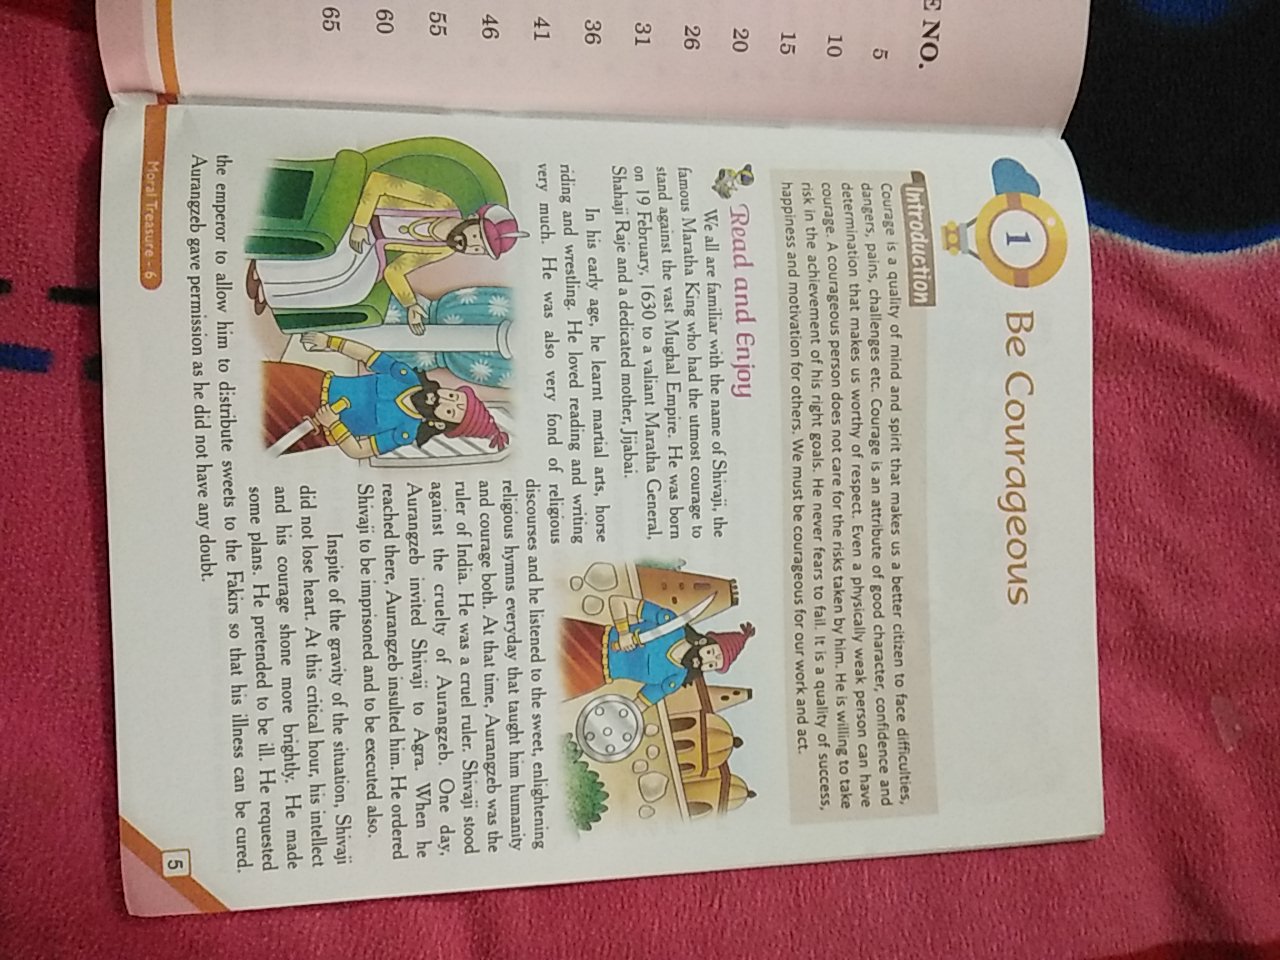 E NO.
5
10
15
20
26
31
36
41
46
55
60
65
1
Be Courageous
Introduction
Courage is a quality of mind and spirit that makes us a better citizen to face difficulties,
dangers, pains, challenges etc. Courage is an attribute of good character, confidence and
determination that makes us worthy of respect. Even a physically weak person can have
courage. A courageous person does not care for the risks taken by him. He is willing to take
risk in the achievement of his right goals. He never fears to fail. It is a quality of success,
happiness and motivation for others. We must be courageous for our work and act.
Read and Enjoy
We all are familiar with the name of Shivaji, the
famous Maratha King who had the utmost courage to
stand against the vast Mughal Empire. He was born
on 19 February, 1630 to a valiant Maratha General,
Shahaji Raje and a dedicated mother, Jijabai.
In his early age, he learnt martial arts, horse
riding and wrestling. He loved reading and writing
very much. He was also very fond of religious
discourses and he listened to the sweet, enlightening
religious hymns everyday that taught him humanity
and courage both. At that time, Aurangzeb was the
ruler of India. He was a cruel ruler. Shivaji stood
against the cruelty of Aurangzeb. One day,
Aurangzeb invited Shivaji to Agra. When he
reached there, Aurangzeb insulted him. He ordered
Shivaji to be imprisoned and to be executed also.
Inspite of the gravity of the situation, Shivaji
did not lose heart. At this critical hour, his intellect
and his courage shone more brightly. He made
some plans. He pretended to be ill. He requested
the emperor to allow him to distribute sweets to the Fakirs so that his illness can be cured.
Aurangzeb gave permission as he did not have any doubt.
Moral Treasure - 6
5